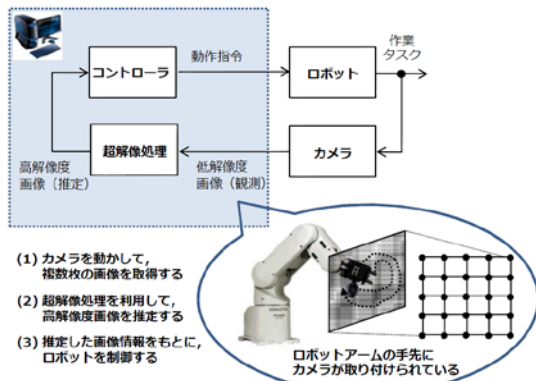 作業
タスク
コントローラ
動作指令
ロボット
高解像度
画像（推定）
超解像処理
低解像度
画像（観測）
カメラ
(1) カメラを動かして,
複数枚の画像を取得する
(2) 超解像処理を利用して,
高解像度画像を推定する
(3) 推定した画像情報をもとに,
ロボットを制御する
ロボットアームの手先に
カメラが取り付けられている